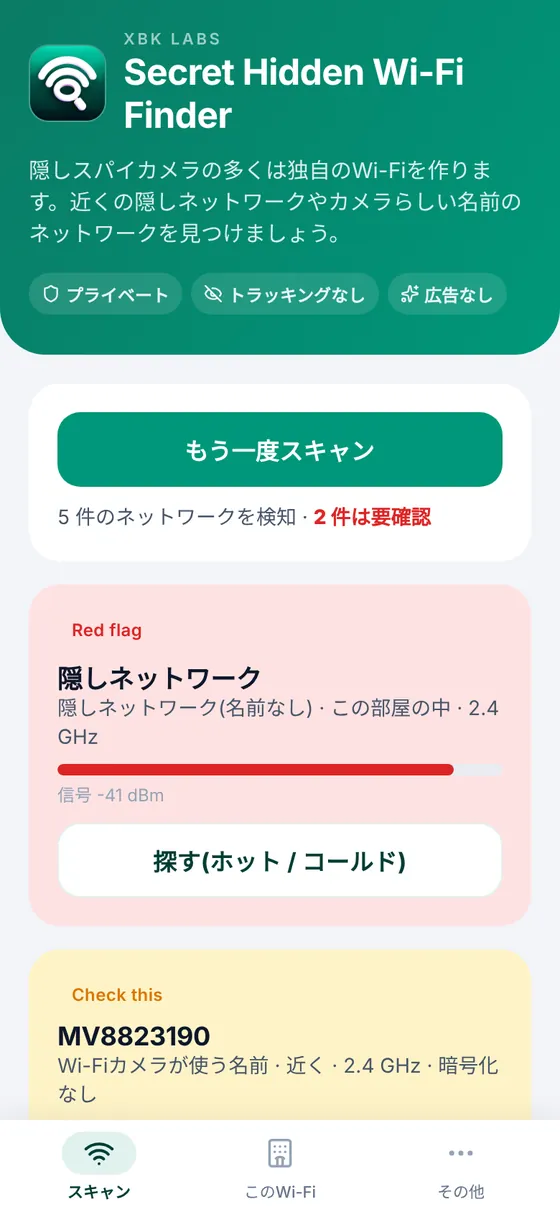 XBK LABS
Secret Hidden Wi-Fi
Finder
隠しスパイカメラの多くは独自のWi-Fiを作りま
す。近くの隠しネットワークやカメラらしい名前の
ネットワークを見つけましょう。
プライベート
トラッキングなし
広告なし
もう一度スキャン
5 件のネットワークを検知 · 2 件は要確認
Red flag
隠しネットワーク
隠しネットワーク(名前なし) · この部屋の中 · 2.4
GHz
信号 -41 dBm
探す(ホット / コールド)
Check this
MV8823190
Wi-Fiカメラが使う名前 · 近く · 2.4 GHz · 暗号化
なし
スキャン
このWi-Fi
その他